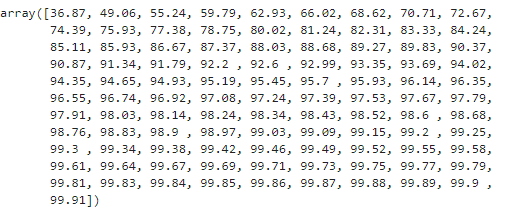 array([36.87, 49.06, 55.24, 59.79, 62.93, 66.02, 68.62, 70.71, 72.67,
74.39, 75.93, 77.38, 78.75, 80.02, 81.24, 82.31, 83.33, 84.24,
85.11, 85.93, 86.67, 87.37, 88.03, 88.68, 89.27, 89.83, 90.37,
90.87, 91.34, 91.79, 92.2 , 92.6 , 92.99, 93.35, 93.69, 94.02,
94.35, 94.65, 94.93, 95.19, 95.45, 95.7 , 95.93, 96.14, 96.35,
96.55, 96.74, 96.92, 97.08, 97.24, 97.39, 97.53, 97.67, 97.79,
97.91, 98.03, 98.14, 98.24, 98.34, 98.43, 98.52, 98.6 , 98.68,
98.76, 98.83, 98.9 , 98.97, 99.03, 99.09, 99.15, 99.2 , 99.25,
99.3 , 99.34, 99.38, 99.42, 99.46, 99.49, 99.52, 99.55, 99.58,
99.61, 99.64, 99.67, 99.69, 99.71, 99.73, 99.75, 99.77, 99.79,
99.81, 99.83, 99.84, 99.85, 99.86, 99.87, 99.88, 99.89, 99.9 ,
99.91])